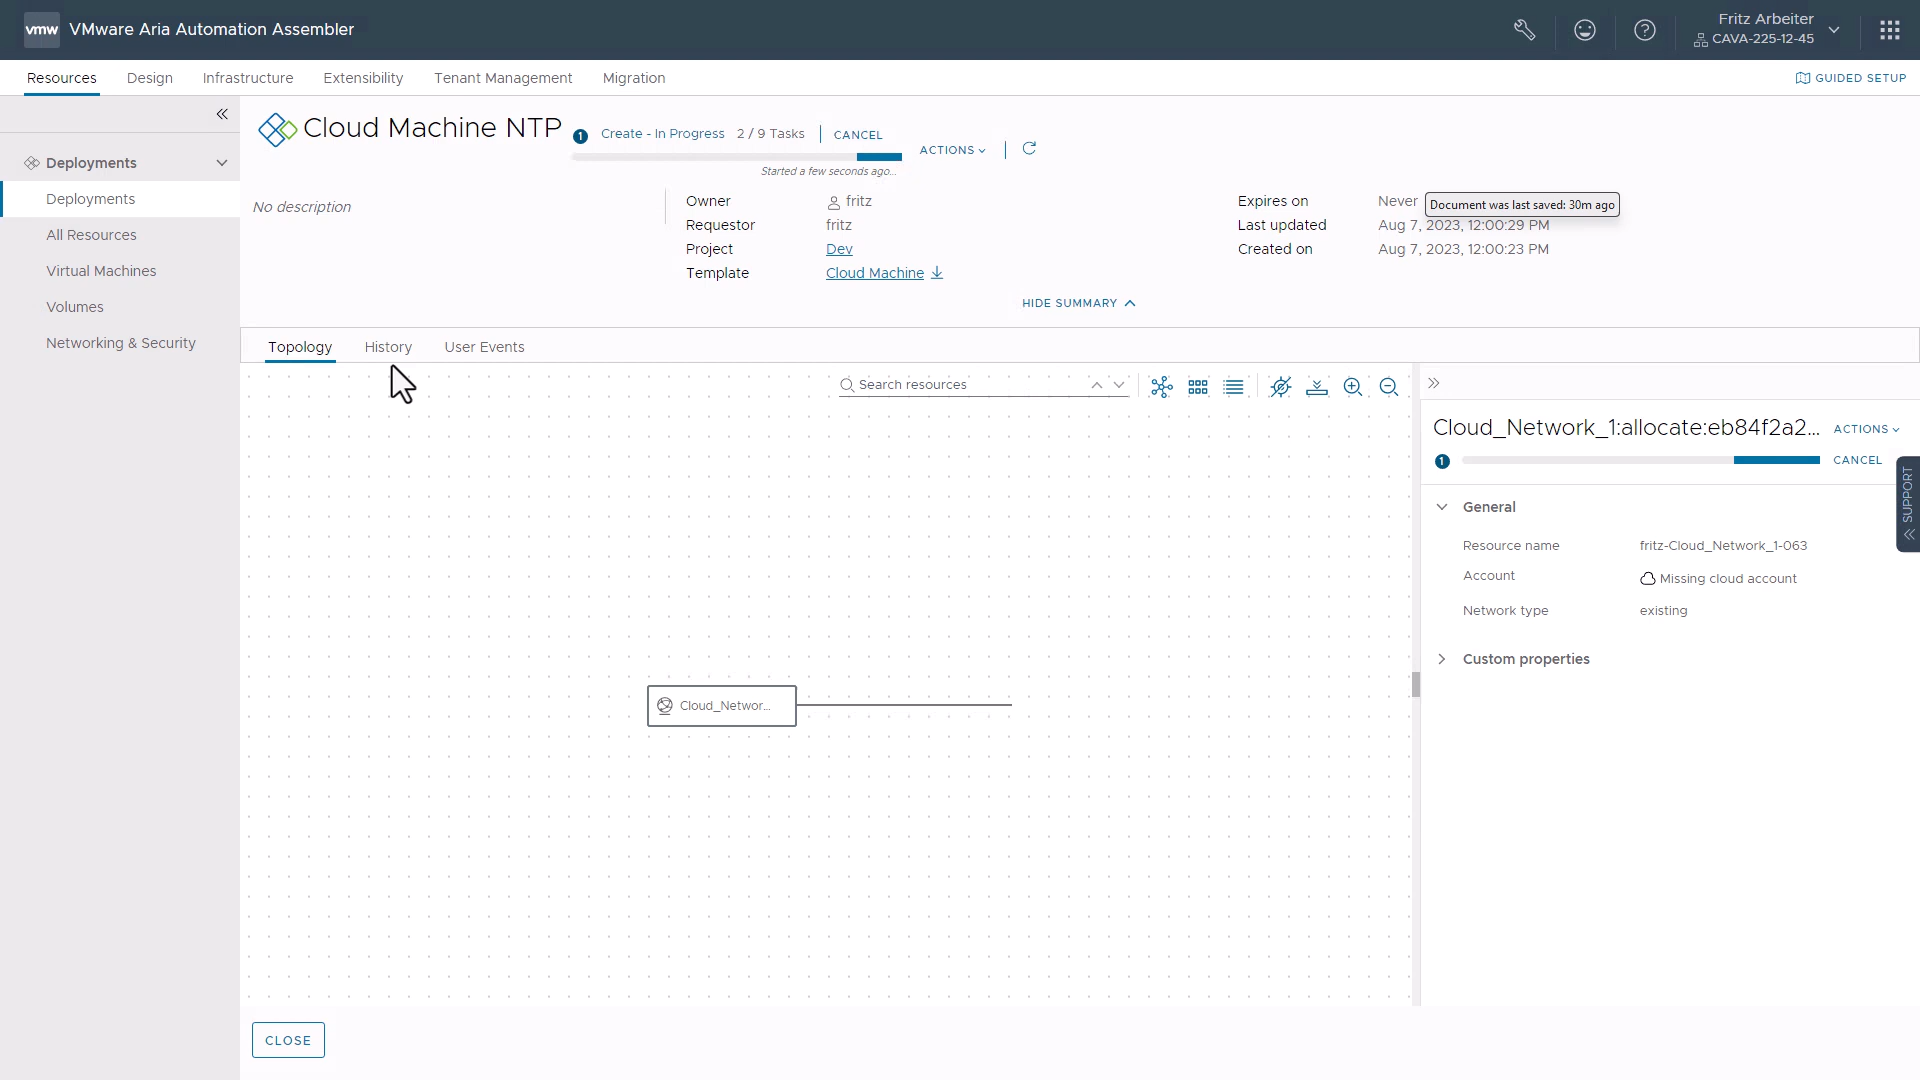 vmw VMware Aria Automation Assembler
Fritz Arbeiter
CAVA-225-12-45
Resources Design Infrastructure Extensibility Tenant Management Migration
GUIDED SETUP
Deployments
Deployments
All Resources
Virtual Machines
Volumes
Networking & Security
Cloud Machine NTP
1 Create - In Progress 2 / 9 Tasks CANCEL
ACTIONS
Started a few seconds ago...
No description
Owner fritz
Requestor fritz
Project Dev
Template Cloud Machine
Expires on Never
Document was last saved: 30m ago
Last updated Aug 7, 2023, 12:00:29 PM
Created on Aug 7, 2023, 12:00:23 PM
HIDE SUMMARY
Topology History User Events
Search resources
Cloud_Networ...
Cloud_Network_1:allocate:eb84f2a2... ACTIONS
1 CANCEL
General
Resource name fritz-Cloud_Network_1-063
Account Missing cloud account
Network type existing
Custom properties
SUPPORT
CLOSE